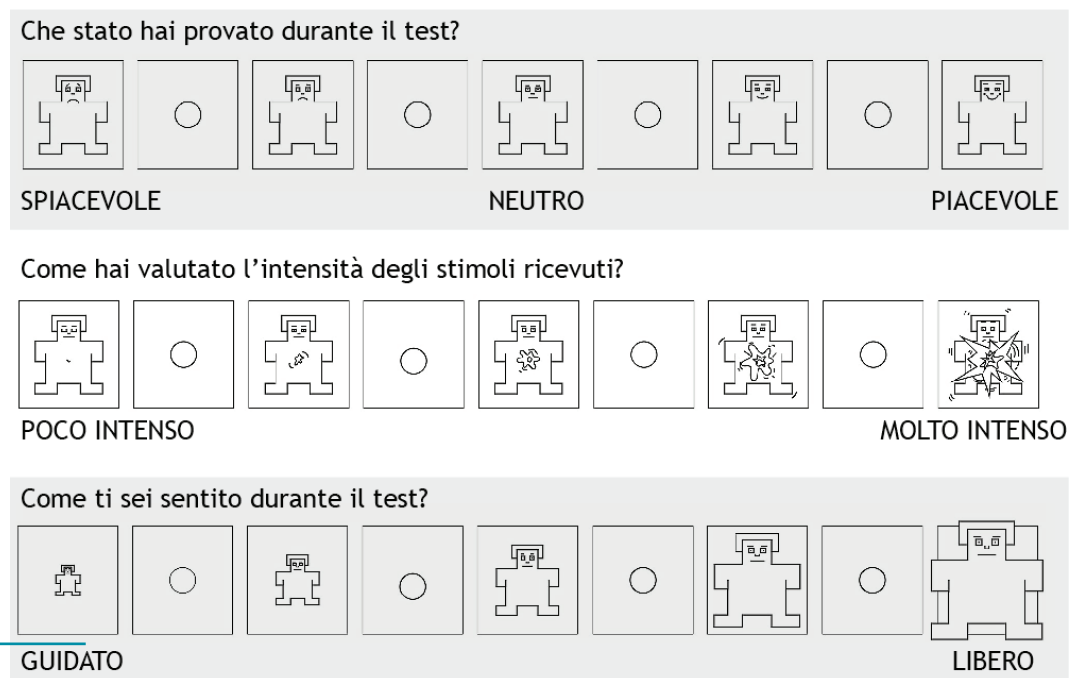 Che stato hai provato durante il test?
SPIACEVOLE NEUTRO PIACEVOLE
Come hai valutato l'intensità degli stimoli ricevuti?
POCO INTENSO MOLTO INTENSO
Come ti sei sentito durante il test?
GUIDATO LIBERO